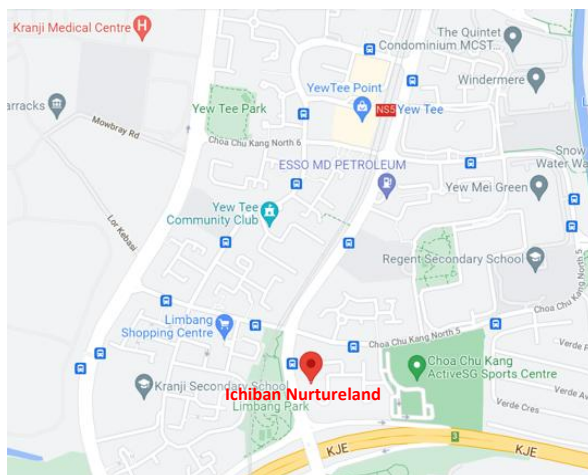 Kranji Medical Centre
The Quintet
Condominium MCST...
Windermere
YewTee Point
NS5 Yew Tee
arracks
Yew Tee Park
Mowbray Rd
Choa Chu Kang North 6
ESSO MD PETROLEUM
Snow
Water Wa
Yew Mei Green
Lor Kebasi
Yew Tee
Community Club
Regent Secondary School
Choa Chu Kang North 5
Limbang
Shopping Centre
Choa Chu Kang North 5
Verde P
Choa Chu Kang
ActiveSG Sports Centre
Kranji Secondary School
Ichiban Nurtureland
Limbang Park
Verde Av
Verde Cres
3
KJE
KJE